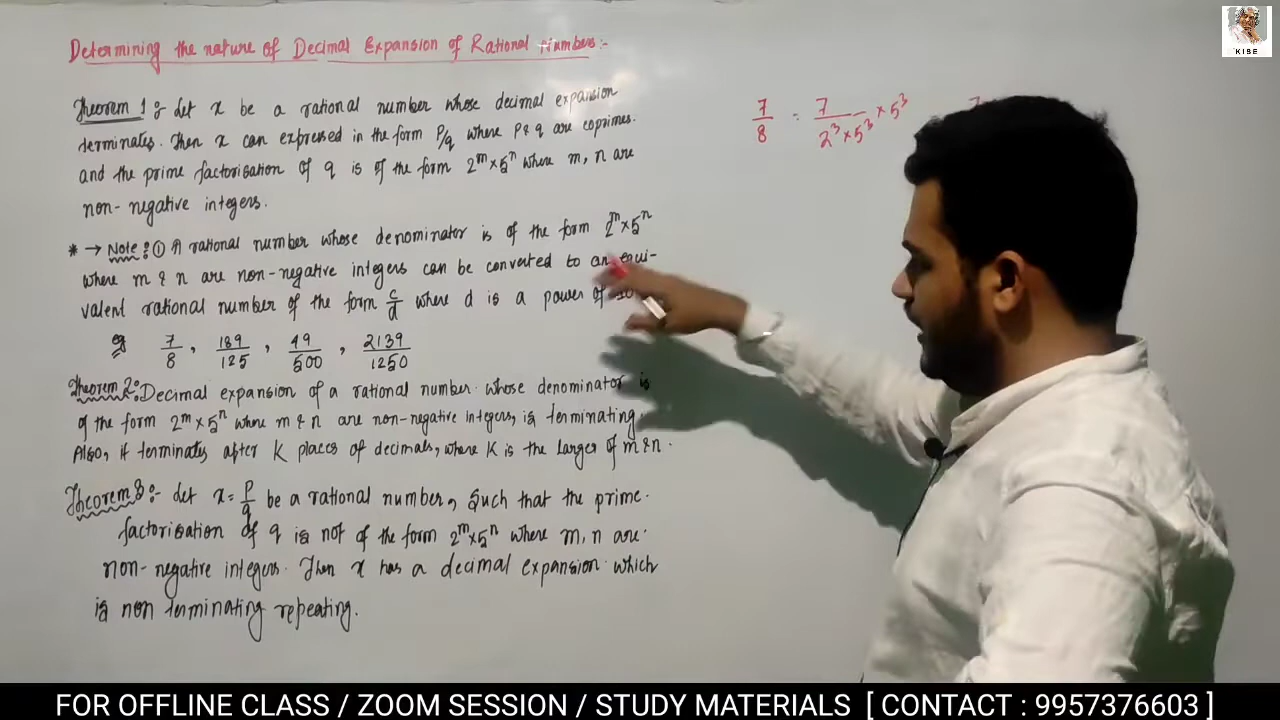 Determining the nature of Decimal Expansion of Rational Numbers:-
Theorem 1:- Let x be a rational number whose decimal expansion
terminates. Then x can expressed in the form P/q where P & q are coprimes.
and the prime factorisation of q is of the form 2^m × 5^n where m, n are
non-negative integers.
* → Note:① A rational number whose denominator is of the form 2^m × 5^n
where m & n are non-negative integers can be converted to an equi-
valent rational number of the form c/d where d is a power of 10
eg 7/8, 189/125, 49/500, 2139/1250
Theorem 2:- Decimal expansion of a rational number whose denominator is
of the form 2^m × 5^n where m & n are non-negative integers, is terminating.
Also, it terminates after K places of decimals, where K is the larger of m & n.
Theorem 3:- Let x = P/q be a rational number, such that the prime
factorisation of q is not of the form 2^m × 5^n where m, n are
non-negative integers. Then x has a decimal expansion which
is non terminating repeating.
7/8 = 7/2^3 × 5^3 × 5^3 = 7
KISE
FOR OFFLINE CLASS / ZOOM SESSION / STUDY MATERIALS [ CONTACT : 9957376603 ]